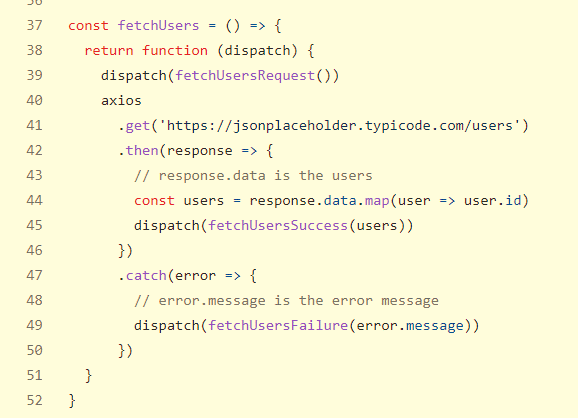 37 const fetchUsers = () => {
38 return function (dispatch) {
39 dispatch(fetchUsersRequest())
40 axios
41 .get('https://jsonplaceholder.typicode.com/users')
42 .then(response => {
43 // response.data is the users
44 const users = response.data.map(user => user.id)
45 dispatch(fetchUsersSuccess(users))
46 })
47 .catch(error => {
48 // error.message is the error message
49 dispatch(fetchUsersFailure(error.message))
50 })
51 }
52 }